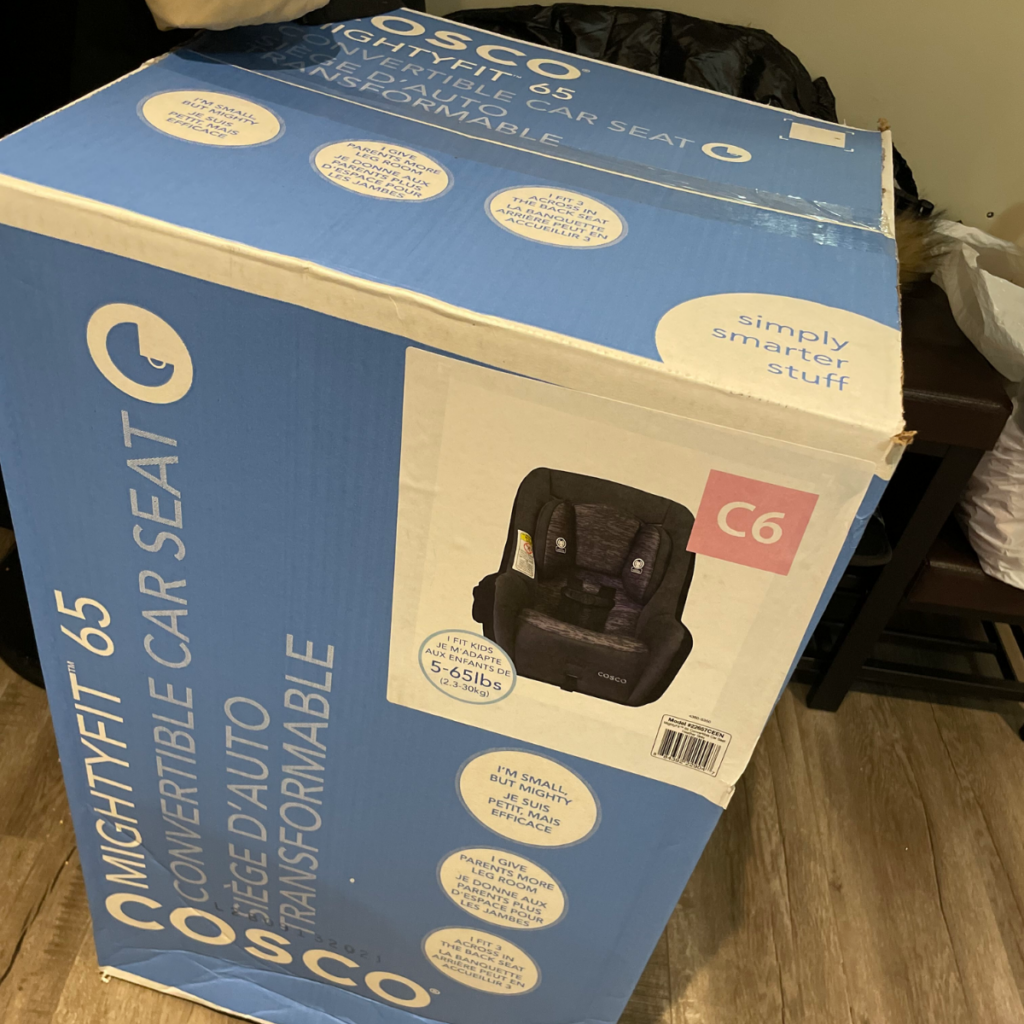 COSCO®
MIGHTYFIT™ 65
CONVERTIBLE CAR SEAT
SIÈGE D'AUTO
TRANSFORMABLE
I'M SMALL,
BUT MIGHTY
JE SUIS
PETIT, MAIS
EFFICACE
I GIVE
PARENTS MORE
LEG ROOM
JE DONNE AUX
PARENTS PLUS
D'ESPACE POUR
LES JAMBES
I FIT 3
ACROSS IN
THE BACK SEAT
LA BANQUETTE
ARRIÈRE PEUT EN
ACCUEILLIR 3
simply
smarter
stuff
MIGHTYFIT™ 65
CONVERTIBLE CAR SEAT
SIÈGE D'AUTO
TRANSFORMABLE
COSCO®
C6
COSCO
I FIT KIDS
JE M'ADAPTE
AUX ENFANTS DE
5-65lbs
(2.3-30kg)
I'M SMALL,
BUT MIGHTY
JE SUIS
PETIT, MAIS
EFFICACE
I GIVE
PARENTS MORE
LEG ROOM
JE DONNE AUX
PARENTS PLUS
D'ESPACE POUR
LES JAMBES
I FIT 3
ACROSS IN
THE BACK SEAT
LA BANQUETTE
ARRIÈRE PEUT EN
ACCUEILLIR 3